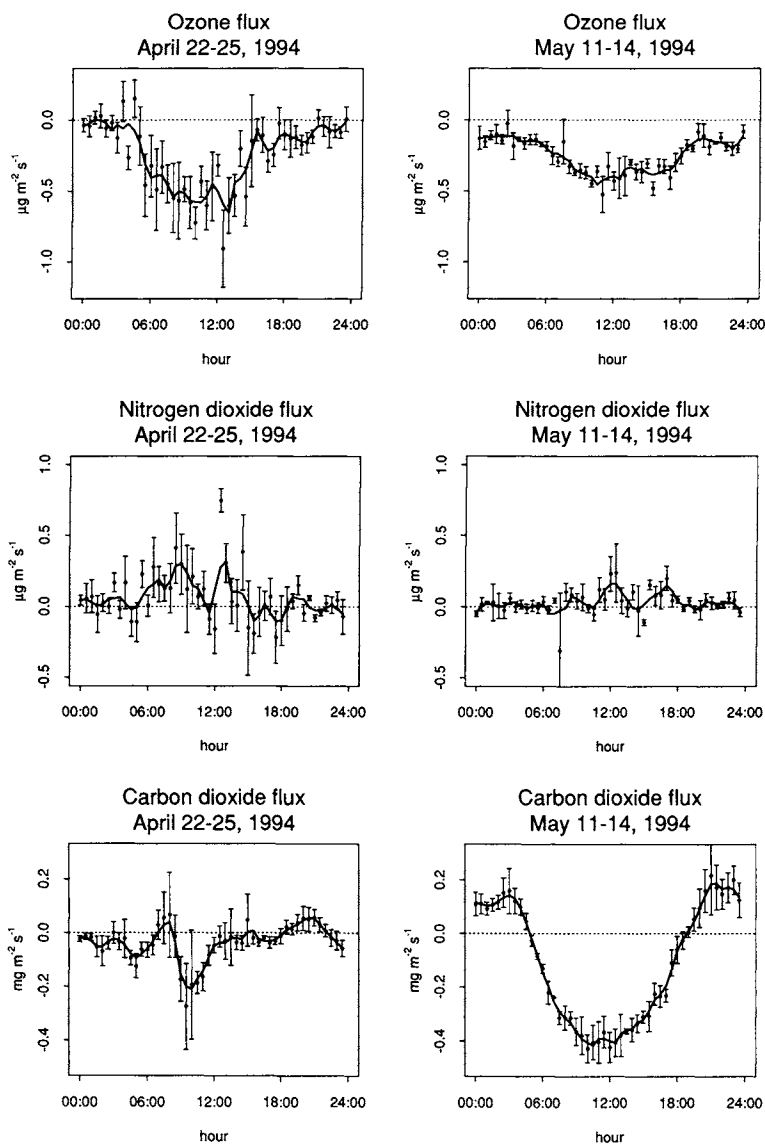 Ozone flux
April 22-25, 1994
0.0
-0.5
-1.0
µg m⁻² s⁻¹
00:00 06:00 12:00 18:00 24:00
hour
Ozone flux
May 11-14, 1994
0.0
-0.5
-1.0
µg m⁻² s⁻¹
00:00 06:00 12:00 18:00 24:00
hour
Nitrogen dioxide flux
April 22-25, 1994
1.0
0.5
0.0
-0.5
µg m⁻² s⁻¹
00:00 06:00 12:00 18:00 24:00
hour
Nitrogen dioxide flux
May 11-14, 1994
1.0
0.5
0.0
-0.5
µg m⁻² s⁻¹
00:00 06:00 12:00 18:00 24:00
hour
Carbon dioxide flux
April 22-25, 1994
0.2
0.0
-0.2
-0.4
mg m⁻² s⁻¹
00:00 06:00 12:00 18:00 24:00
hour
Carbon dioxide flux
May 11-14, 1994
0.2
0.0
-0.2
-0.4
mg m⁻² s⁻¹
00:00 06:00 12:00 18:00 24:00
hour